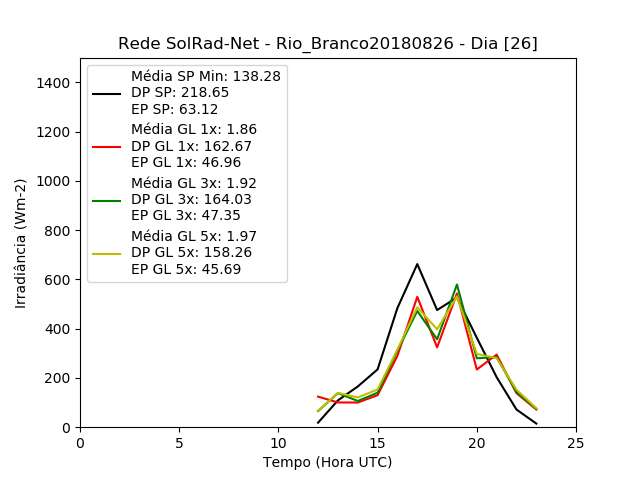 Rede SolRad-Net - Rio_Branco20180826 - Dia [26]
Média SP Min: 138.28
DP SP: 218.65
EP SP: 63.12
Média GL 1x: 1.86
DP GL 1x: 162.67
EP GL 1x: 46.96
Média GL 3x: 1.92
DP GL 3x: 164.03
EP GL 3x: 47.35
Média GL 5x: 1.97
DP GL 5x: 158.26
EP GL 5x: 45.69
Irradiância (Wm-2)
1400
1200
1000
800
600
400
200
0
0 5 10 15 20 25
Tempo (Hora UTC)